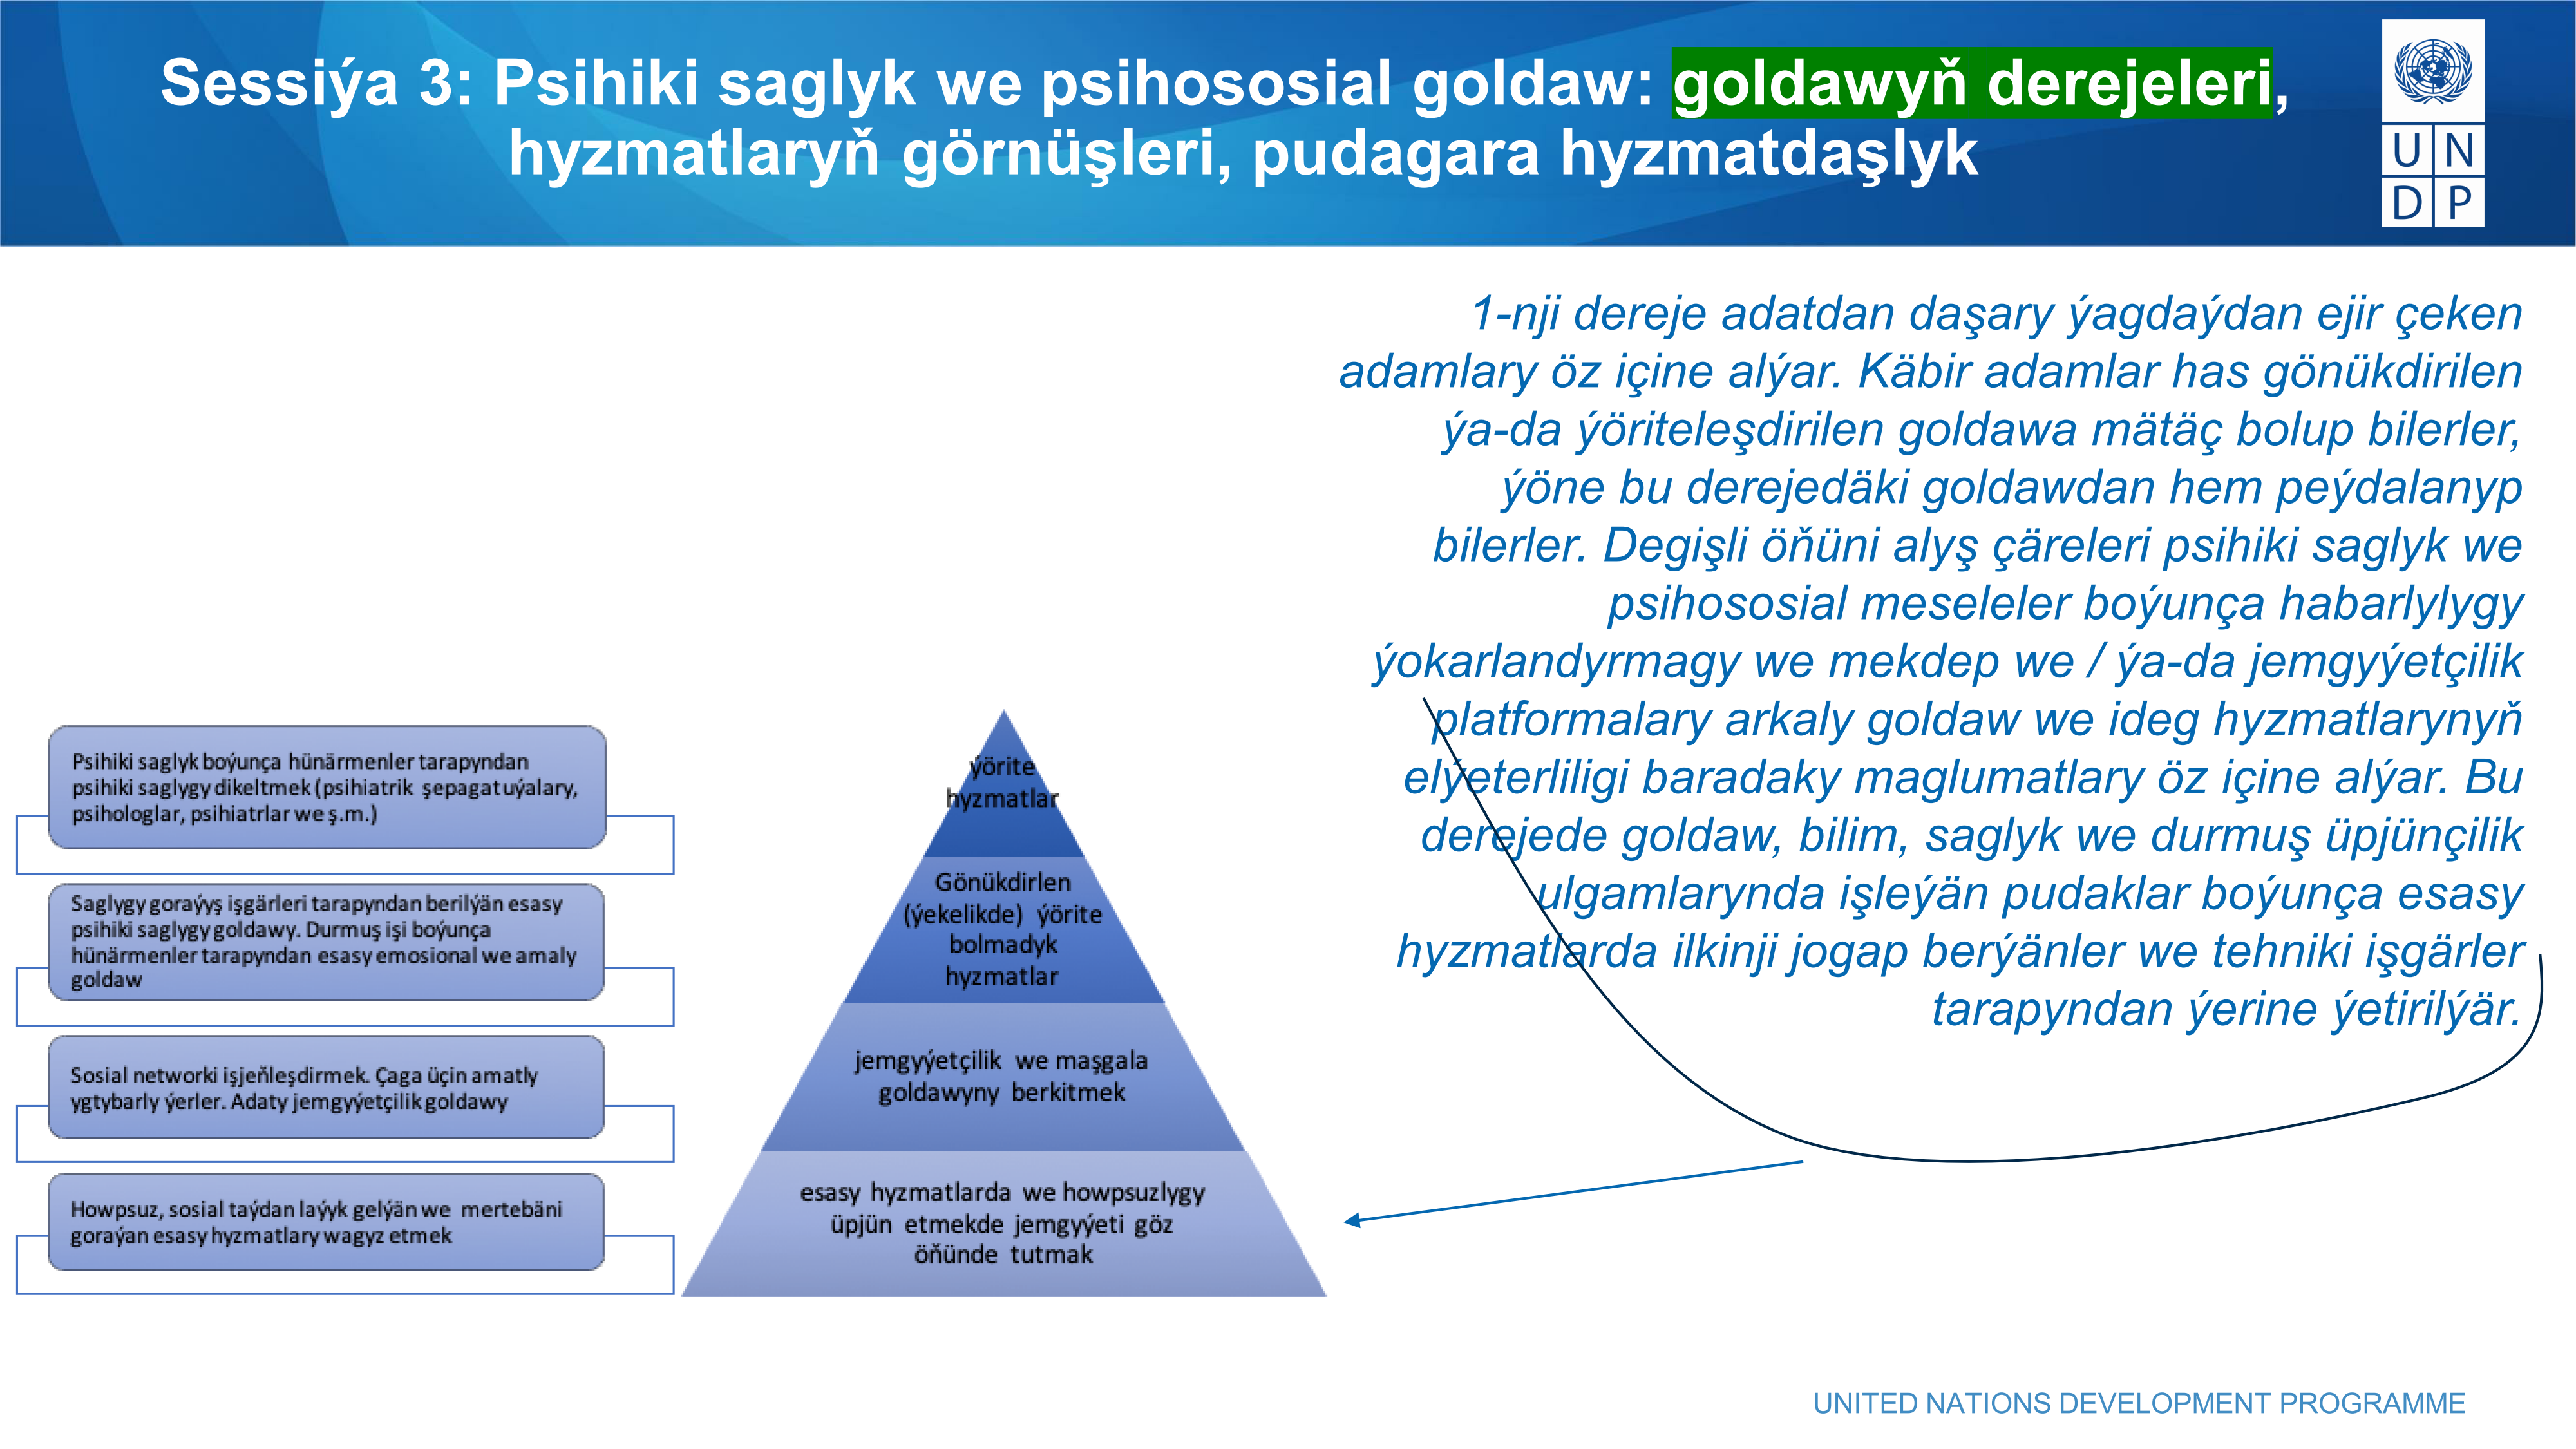 Sessiýa 3: Psihiki saglyk we psihososial goldaw: goldawyň derejeleri,
hyzmatlaryň görnüşleri, pudagara hyzmatdaşlyk
U N
D P
1-nji dereje adatdan daşary ýagdaýdan ejir çeken
adamlary öz içine alýar. Käbir adamlar has gönükdirilen
ýa-da ýöriteleşdirilen goldawa mätäç bolup bilerler,
ýöne bu derejedäki goldawdan hem peýdalanyp
bilerler. Degişli öňüni alyş çäreleri psihiki saglyk we
psihososial meseleler boýunça habarlylygy
ýokarlandyrmagy we mekdep we / ýa-da jemgyýetçilik
platformalary arkaly goldaw we ideg hyzmatlarynyň
elýeterliligi baradaky maglumatlary öz içine alýar. Bu
derejede goldaw, bilim, saglyk we durmuş üpjünçilik
ulgamlarynda işleýän pudaklar boýunça esasy
hyzmatlarda ilkinji jogap berýänler we tehniki işgärler
tarapyndan ýerine ýetirilýär.
Psihiki saglyk boýunça hünärmenler tarapyndan
psihiki saglygy dikeltmek (psihiatrik şepagat uýalary,
psihologlar, psihiatrlar we ş.m.)
Saglygy goraýyş işgärleri tarapyndan berilýän esasy
psihiki saglygy goldawy. Durmuş işi boýunça
hünärmenler tarapyndan esasy emosional we amaly
goldaw
Sosial networki işjeňleşdirmek. Çaga üçin amatly
ygtybarly ýerler. Adaty jemgyýetçilik goldawy
Howpsuz, sosial taýdan laýyk gelýän we mertebäni
goraýan esasy hyzmatlary wagyz etmek
ýörite
hyzmatlar
Gönükdirlen
(ýekelikde) ýörite
bolmadyk
hyzmatlar
jemgyýetçilik we maşgala
goldawyny berkitmek
esasy hyzmatlarda we howpsuzlygy
üpjün etmekde jemgyýeti göz
öňünde tutmak
UNITED NATIONS DEVELOPMENT PROGRAMME